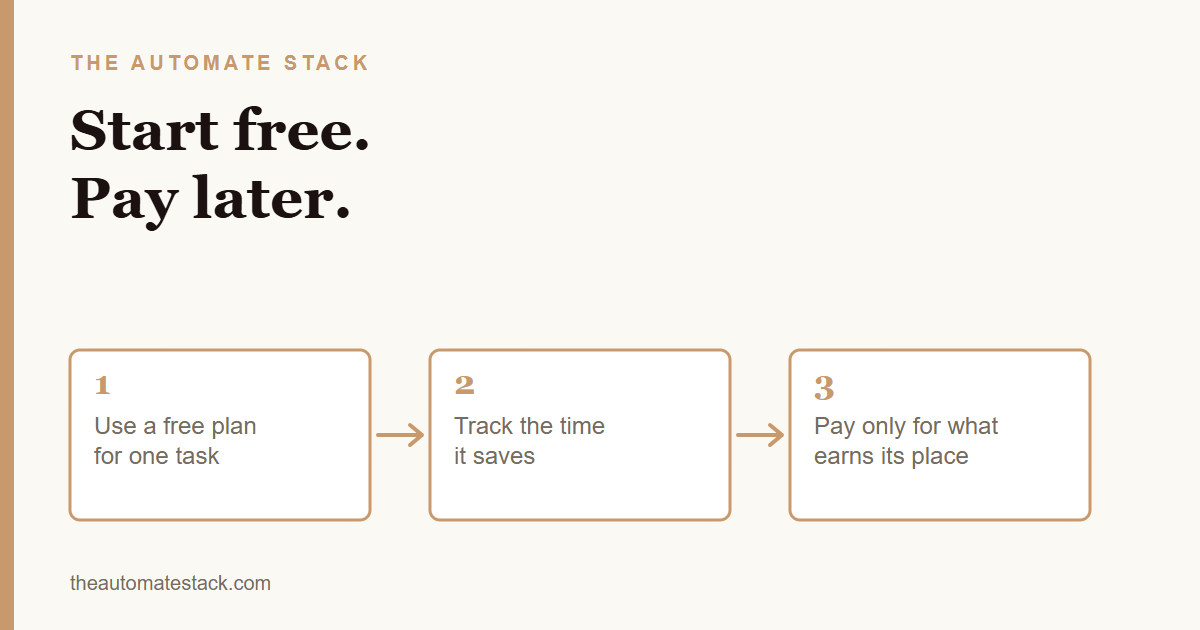 THE AUTOMATE STACK
Start free.
Pay later.
1
Use a free plan
for one task
2
Track the time
it saves
3
Pay only for what
earns its place
theautomatestack.com